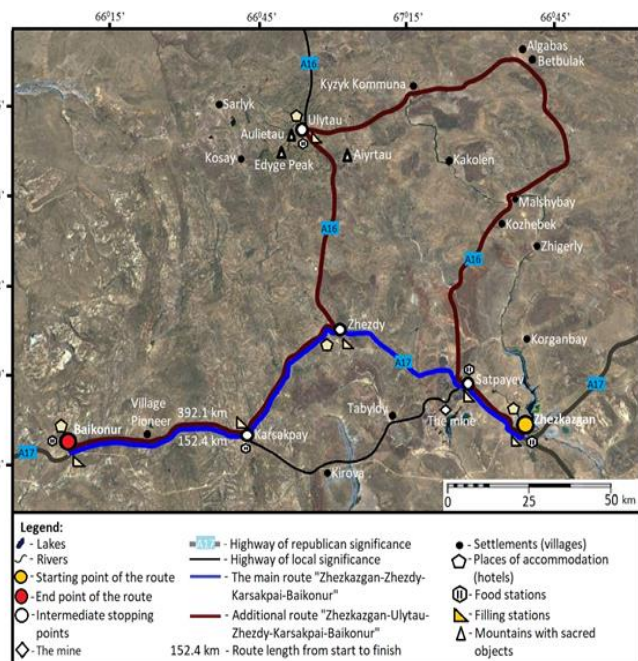 66°15' 66°45' 67°15' 66°45'
A16
Algabas
Betbulak
Kyzyk Kommuna
Sarlyk
Ulytau
Aulietau
Kosay
Edyge Peak
Aiyrtau
Kakolen
Malshybay
Kozhebek
A16
Zhigerly
A16
Zhezdy
Korganbay
A17
A17
Satpayev
Village
Pioneer
392.1 km
Baikonur
152.4 km
Karsakpay
Tabyldy
The mine
Zhezkazgan
A17
Kirova
0 25 50
km
Legend:
- Lakes
- Rivers
- Starting point of the route
- End point of the route
- Intermediate stopping
points
- The mine
A17 - Highway of republican significance
- Highway of local significance
- The main route "Zhezkazgan-Zhezdy-
Karsakpai-Baikonur"
- Additional route "Zhezkazgan-Ulytau-
Zhezdy-Karsakpai-Baikonur"
152.4 km - Route length from start to finish
- Settlements (villages)
- Places of accommodation
(hotels)
- Food stations
- Filling stations
- Mountains with sacred
objects